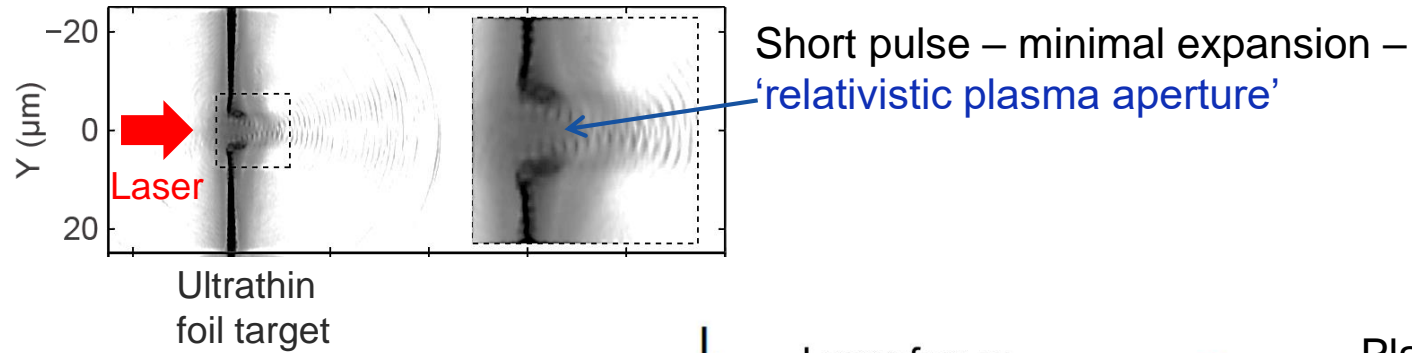 −20
0
20
Y (μm)
Laser
Ultrathin
foil target
Short pulse – minimal expansion –
‘relativistic plasma aperture’